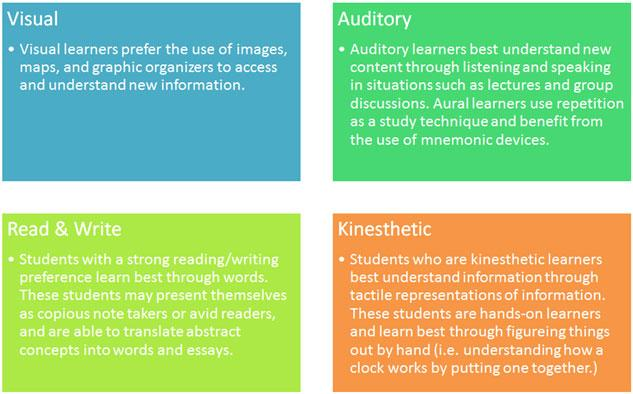 Visual
• Visual learners prefer the use of images,
maps, and graphic organizers to access
and understand new information.
Auditory
• Auditory learners best understand new
content through listening and speaking
in situations such as lectures and group
discussions. Aural learners use repetition
as a study technique and benefit from
the use of mnemonic devices.
Read & Write
• Students with a strong reading/writing
preference learn best through words.
These students may present themselves
as copious note takers or avid readers,
and are able to translate abstract
concepts into words and essays.
Kinesthetic
• Students who are kinesthetic learners
best understand information through
tactile representations of information.
These students are hands-on learners
and learn best through figureing things
out by hand (i.e. understanding how a
clock works by putting one together.)